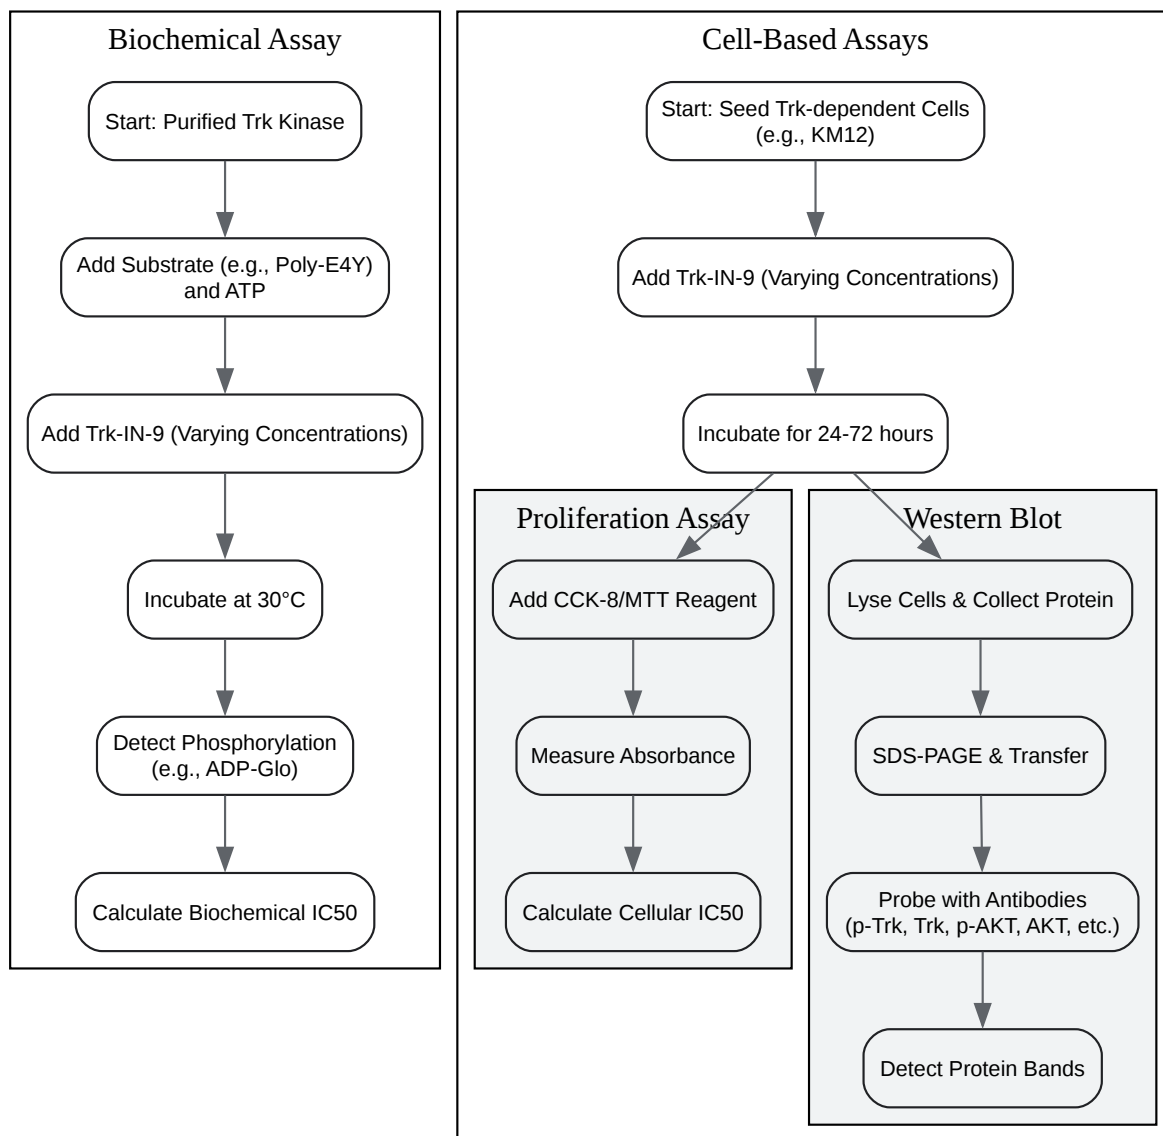 Biochemical Assay
Start: Purified Trk Kinase
Add Substrate (e.g., Poly-E4Y)
and ATP
Add Trk-IN-9 (Varying Concentrations)
Incubate at 30°C
Detect Phosphorylation
(e.g., ADP-Glo)
Calculate Biochemical IC50
Cell-Based Assays
Start: Seed Trk-dependent Cells
(e.g., KM12)
Add Trk-IN-9 (Varying Concentrations)
Incubate for 24-72 hours
Proliferation Assay
Add CCK-8/MTT Reagent
Measure Absorbance
Calculate Cellular IC50
Western Blot
Lyse Cells & Collect Protein
SDS-PAGE & Transfer
Probe with Antibodies
(p-Trk, Trk, p-AKT, AKT, etc.)
Detect Protein Bands